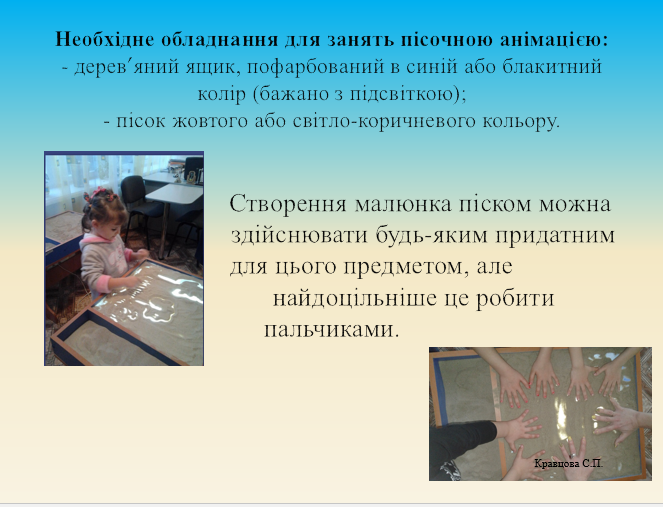 Необхідне обладнання для занять пісочною анімацією:
- дерев′яний ящик, пофарбований в синій або блакитний
колір (бажано з підсвіткою);
- пісок жовтого або світло-коричневого кольору.
Створення малюнка піском можна
здійснювати будь-яким придатним
для цього предметом, але
найдоцільніше це робити
пальчиками.
Кравцова С.П.